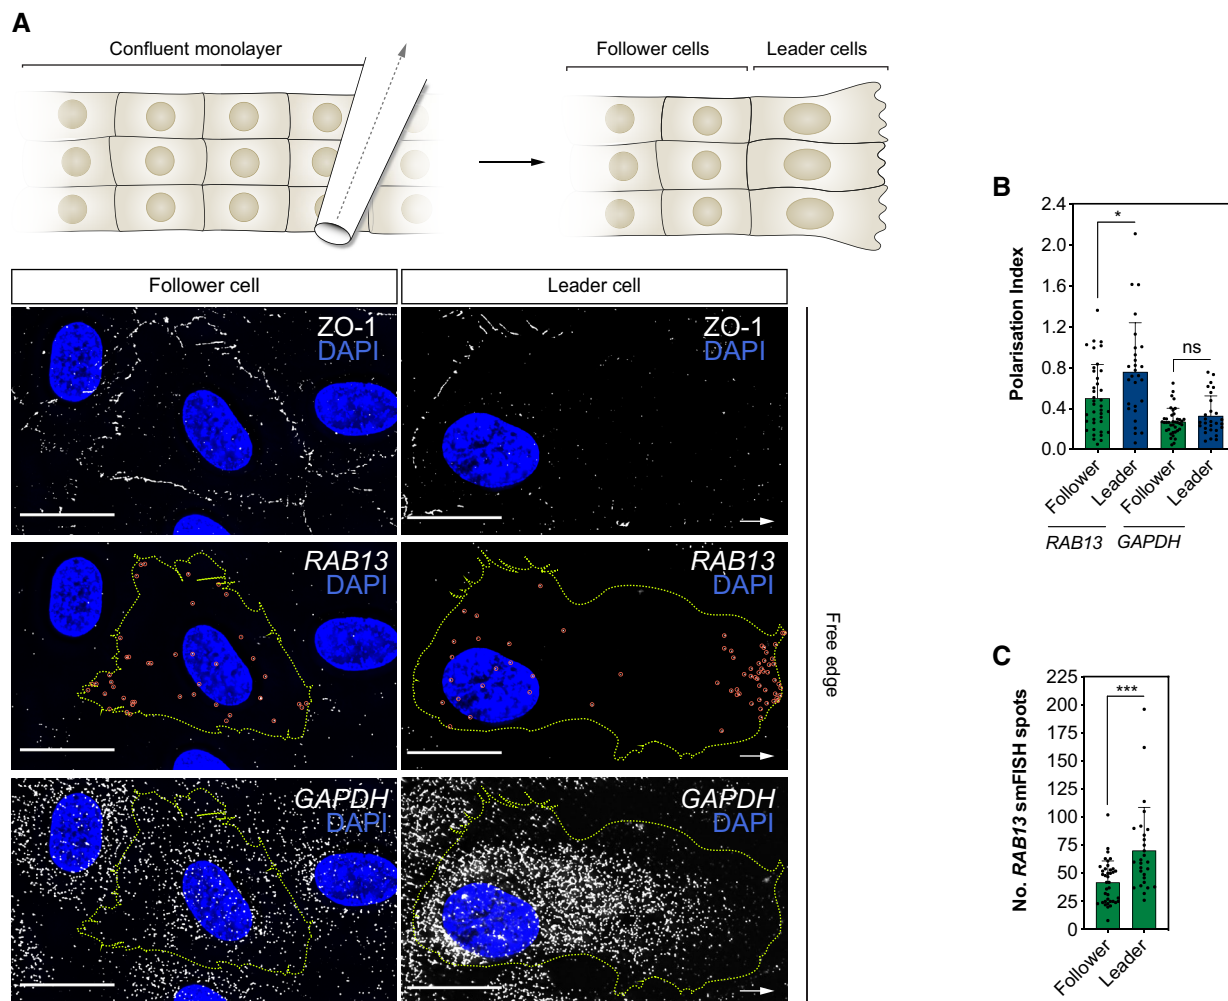 A
Confluent monolayer
Follower cells
Leader cells
Follower cell
Leader cell
ZO-1
DAPI
ZO-1
DAPI
RAB13
DAPI
RAB13
DAPI
GAPDH
DAPI
GAPDH
DAPI
Free edge
B
Polarisation Index
2.4
2.0
1.6
1.2
0.8
0.4
0.0
*
ns
Follower
Leader
Follower
Leader
RAB13
GAPDH
C
No. RAB13 smFISH spots
225
200
175
150
125
100
75
50
25
0
***
Follower
Leader